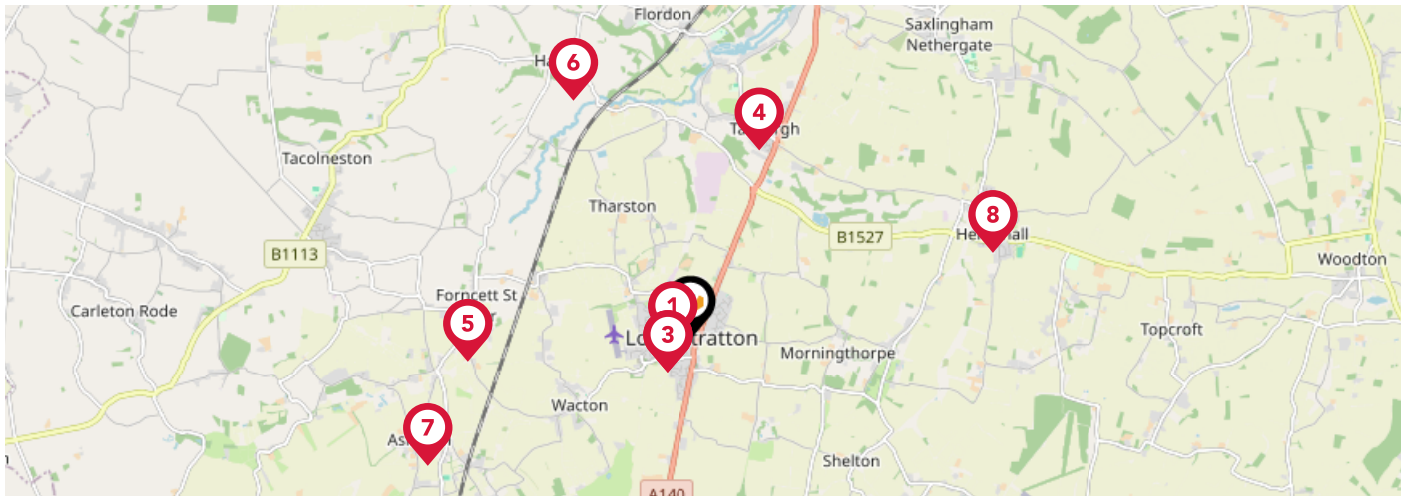 Flordon
Saxlingham
Nethergate
6
4
Tacolneston
Tharston
8
B1527
B1113
Woodton
Forncett St
Carleton Rode
1
5
3
Topcroft
Morningthorpe
Wacton
7
Shelton
A140